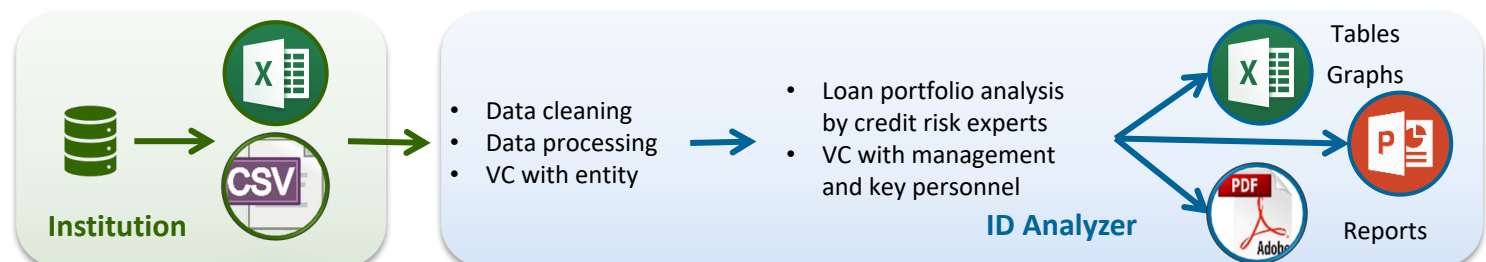 X
CSV
Institution
• Data cleaning
• Data processing
• VC with entity
• Loan portfolio analysis
by credit risk experts
• VC with management
and key personnel
ID Analyzer
X
Tables
Graphs
P
PDF
Adobe
Reports